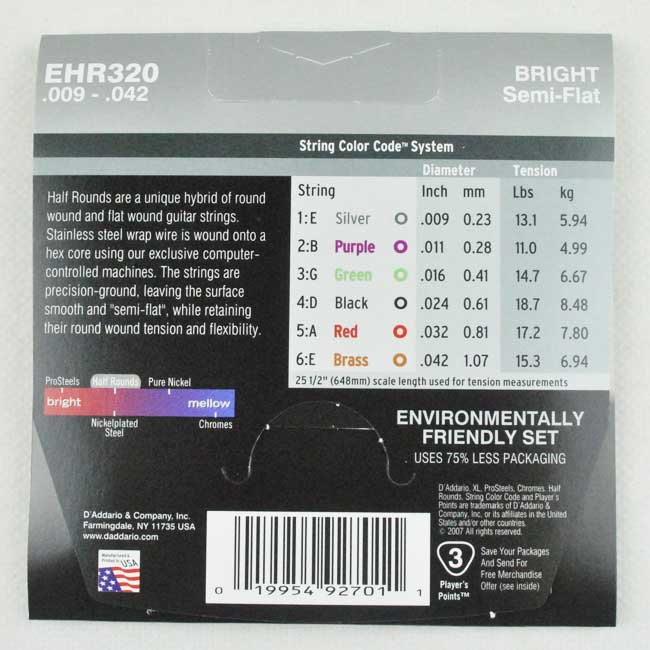 EHR320
.009 - .042
BRIGHT
Semi-Flat
String Color Code™ System
Diameter Tension
String Inch mm Lbs kg
1:E Silver .009 0.23 13.1 5.94
2:B Purple .011 0.28 11.0 4.99
3:G Green .016 0.41 14.7 6.67
4:D Black .024 0.61 18.7 8.48
5:A Red .032 0.81 17.2 7.80
6:E Brass .042 1.07 15.3 6.94
25 1/2" (648mm) scale length used for tension measurements
Half Rounds are a unique hybrid of round
wound and flat wound guitar strings.
Stainless steel wrap wire is wound onto a
hex core using our exclusive computer-
controlled machines. The strings are
precision-ground, leaving the surface
smooth and "semi-flat", while retaining
their round wound tension and flexibility.
ProSteels Half Rounds Pure Nickel
bright mellow
Nickelplated
Steel
Chromes
ENVIRONMENTALLY
FRIENDLY SET
USES 75% LESS PACKAGING
D'Addario & Company, Inc.
Farmingdale, NY 11735 USA
www.daddario.com
Manufactured &
Printed in
USA
0 19954 92701 1
D'Addario, XL, ProSteels, Chromes, Half
Rounds, String Color Code and Player's
Points are trademarks of D'Addario &
Company, Inc. or its affiliates in the United
States and/or other countries.
© 2007 All rights reserved.
3
Player's
Points™
Save Your Packages
And Send For
Free Merchandise
Offer (see inside)